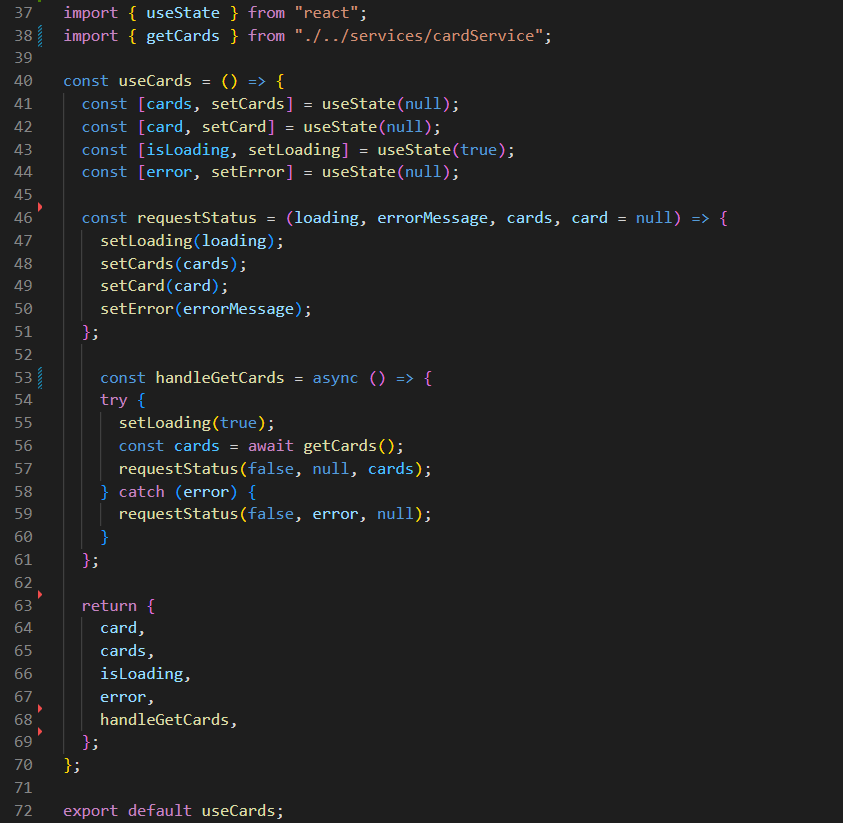 37 import { useState } from "react";
38 import { getCards } from "./../services/cardService";
39
40 const useCards = () => {
41   const [cards, setCards] = useState(null);
42   const [card, setCard] = useState(null);
43   const [isLoading, setLoading] = useState(true);
44   const [error, setError] = useState(null);
45
46   const requestStatus = (loading, errorMessage, cards, card = null) => {
47     setLoading(loading);
48     setCards(cards);
49     setCard(card);
50     setError(errorMessage);
51   };
52
53     const handleGetCards = async () => {
54     try {
55       setLoading(true);
56       const cards = await getCards();
57       requestStatus(false, null, cards);
58     } catch (error) {
59       requestStatus(false, error, null);
60     }
61   };
62
63   return {
64     card,
65     cards,
66     isLoading,
67     error,
68     handleGetCards,
69   };
70 };
71
72 export default useCards;